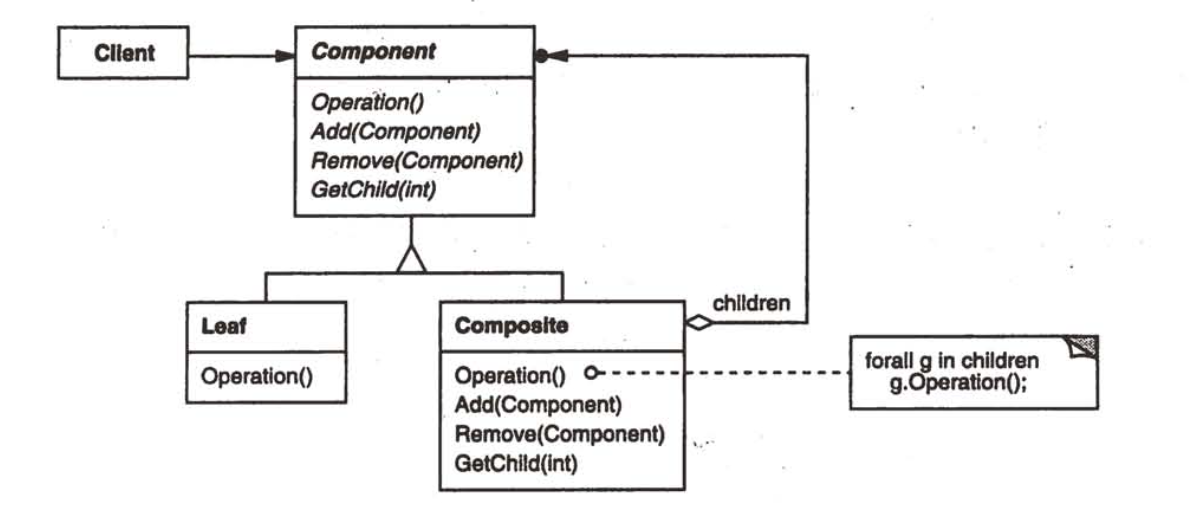 Client
Component
Operation()
Add(Component)
Remove(Component)
GetChild(int)
Leaf
Operation()
Composite
Operation()
Add(Component)
Remove(Component)
GetChild(int)
children
forall g in children
g.Operation();